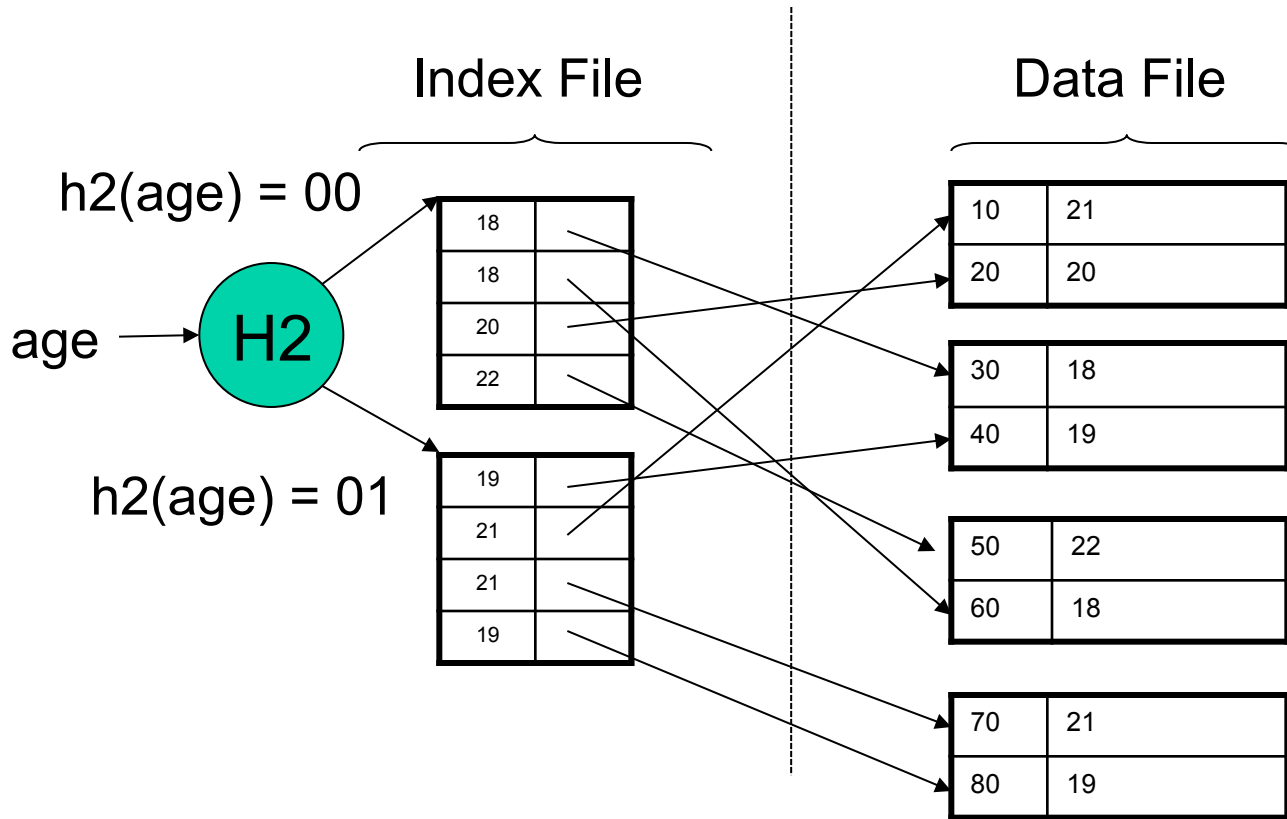 Index File
Data File
h2(age) = 00
age
H2
h2(age) = 01
18
18
20
22
19
21
21
19
10 21
20 20
30 18
40 19
50 22
60 18
70 21
80 19